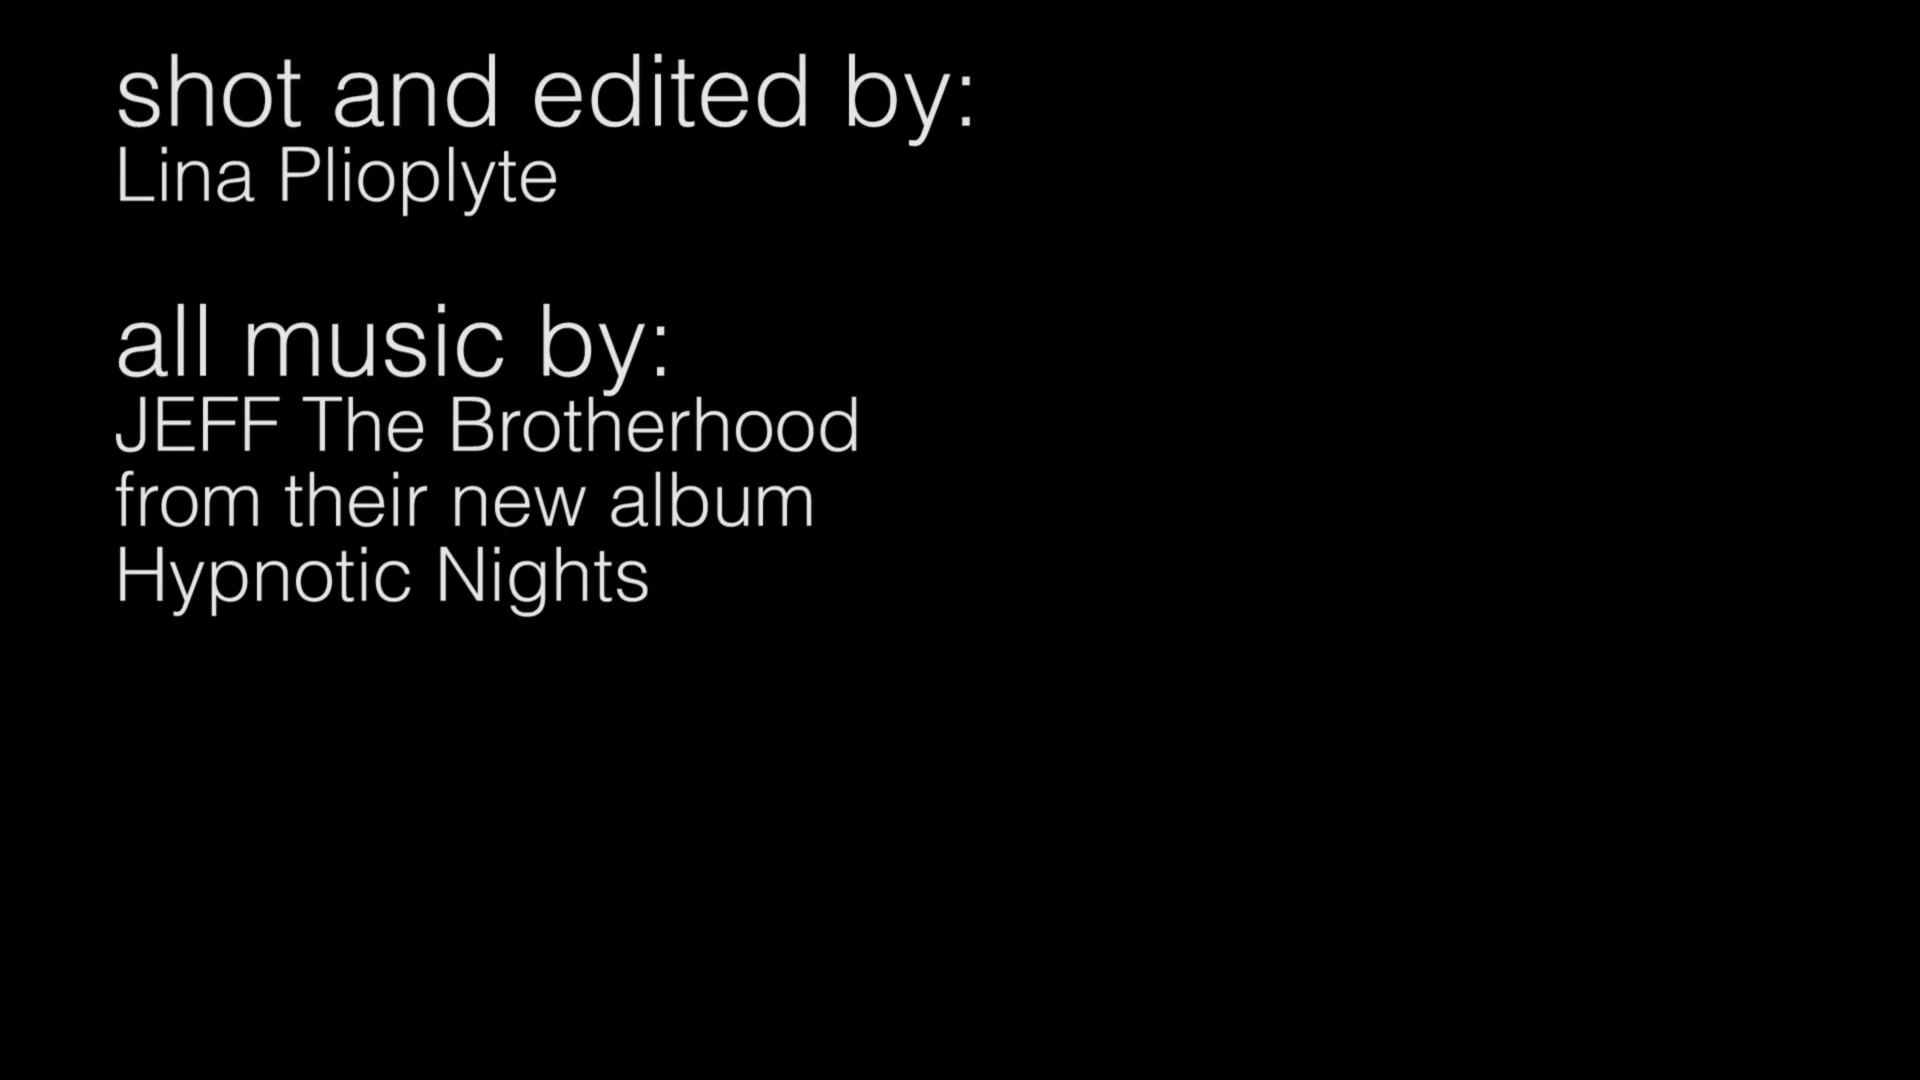 shot and edited by:
Lina Plioplyte
all music by:
JEFF The Brotherhood
from their new album
Hypnotic Nights